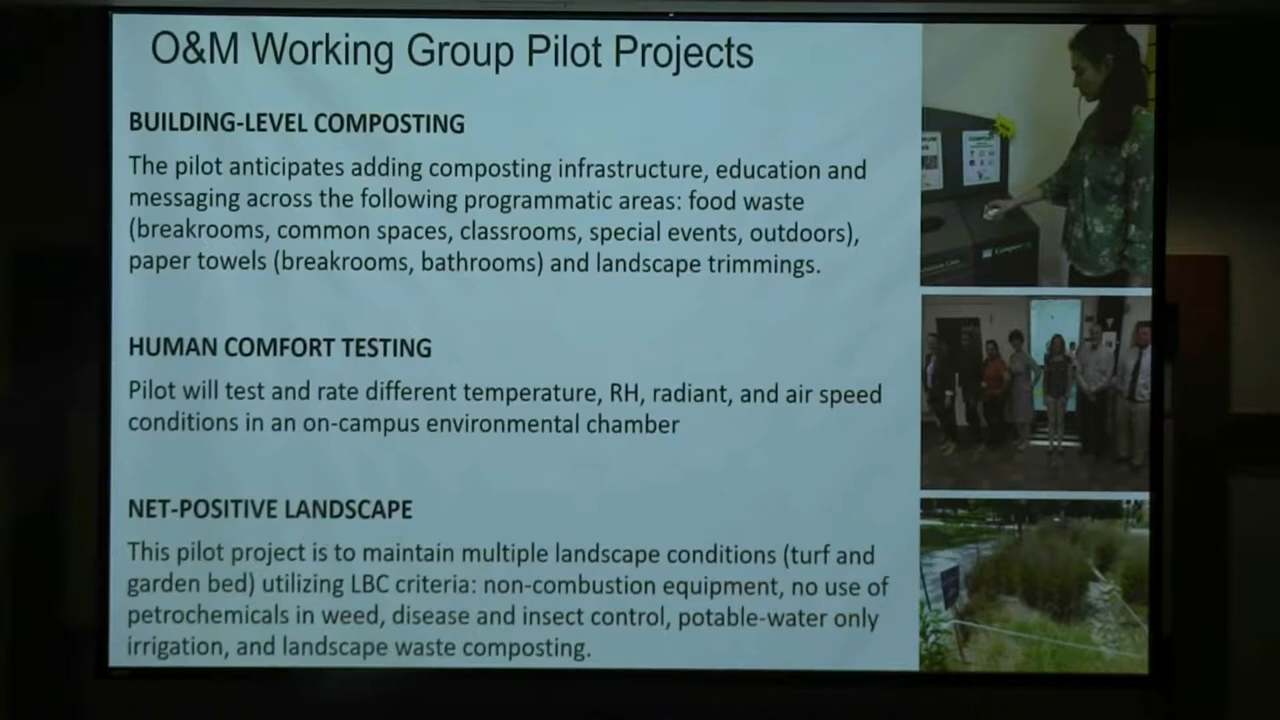 O&M Working Group Pilot Projects
BUILDING-LEVEL COMPOSTING
The pilot anticipates adding composting infrastructure, education and
messaging across the following programmatic areas: food waste
(breakrooms, common spaces, classrooms, special events, outdoors),
paper towels (breakrooms, bathrooms) and landscape trimmings.
HUMAN COMFORT TESTING
Pilot will test and rate different temperature, RH, radiant, and air speed
conditions in an on-campus environmental chamber
NET-POSITIVE LANDSCAPE
This pilot project is to maintain multiple landscape conditions (turf and
garden bed) utilizing LBC criteria: non-combustion equipment, no use of
petrochemicals in weed, disease and insect control, potable-water only
irrigation, and landscape waste composting.